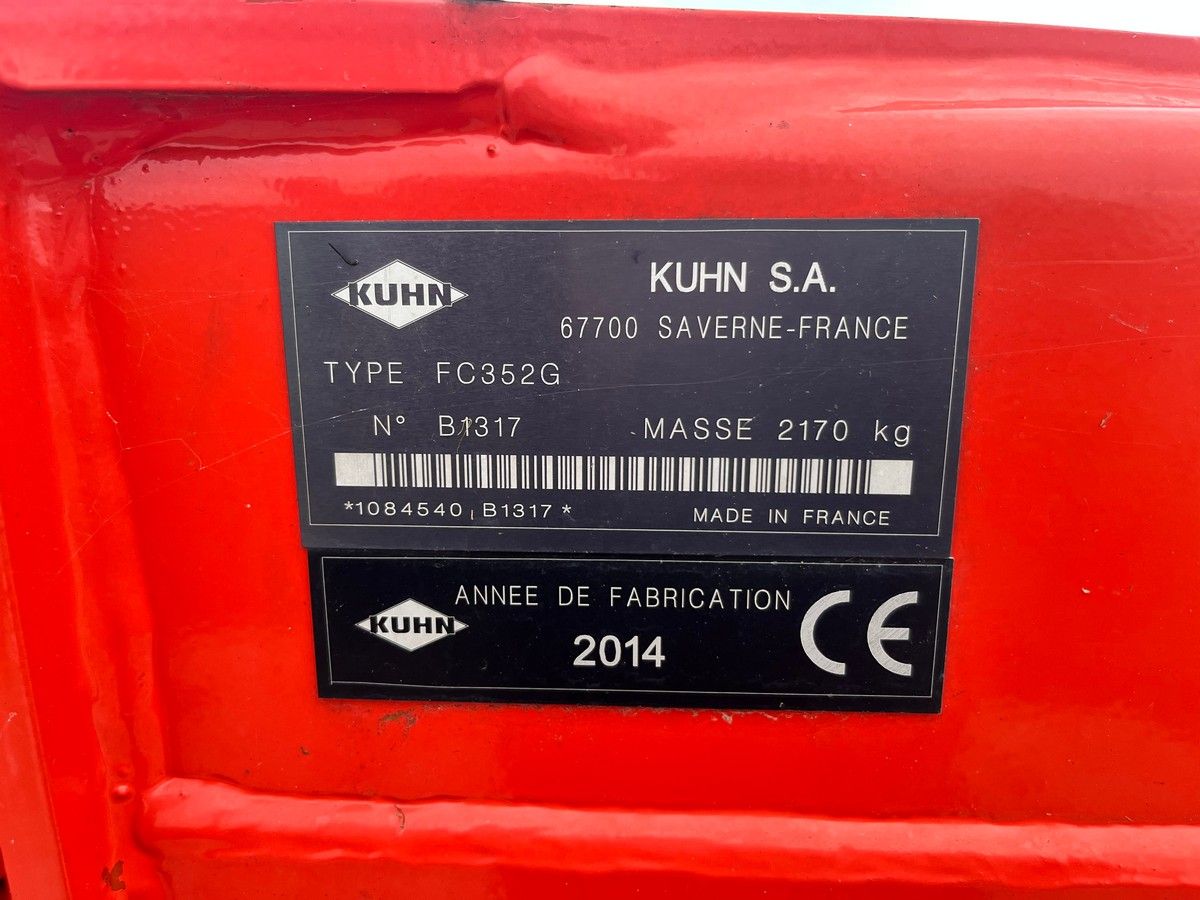 KUHN
KUHN S.A.
67700 SAVERNE-FRANCE
TYPE FC352G
N° B1317 MASSE 2170 kg
*1084540 B1317*
MADE IN FRANCE
KUHN
ANNEE DE FABRICATION
2014
CE